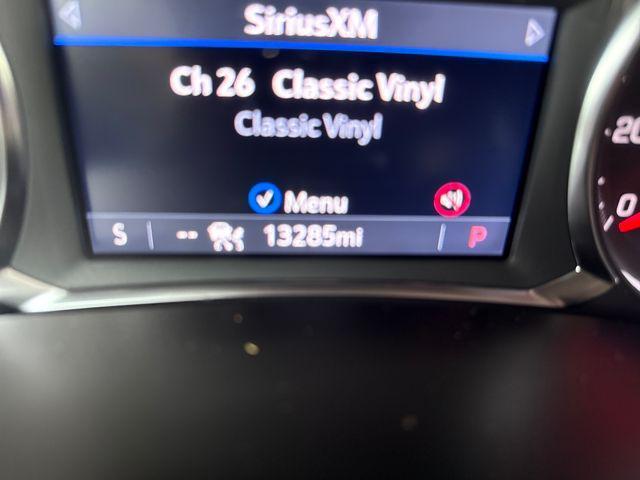 SiriusXM
Ch 26 Classic Vinyl
Classic Vinyl
Menu
S -- 13285mi P
20
0